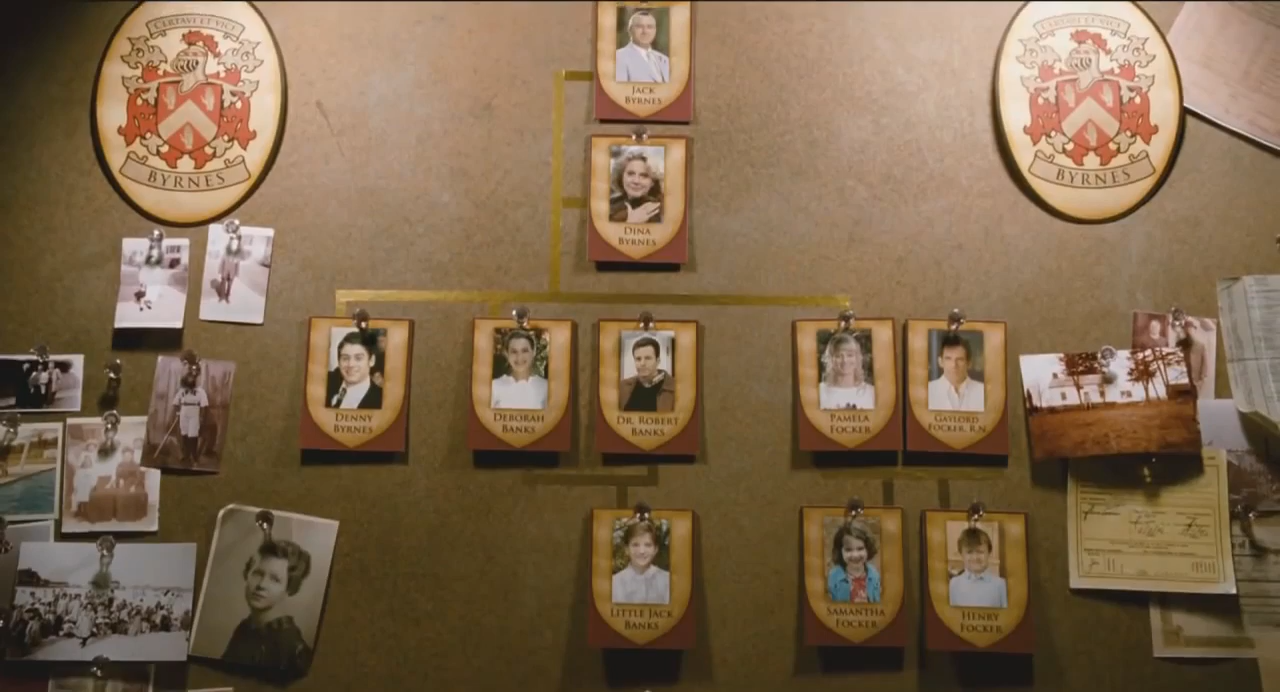 CERTAVI ET VICI
BYRNES
CERTAVI ET VICI
BYRNES
JACK
BYRNES
DINA
BYRNES
DENNY
BYRNES
DEBORAH
BANKS
DR. ROBERT
BANKS
PAMELA
FOCKER
GAYLORD
FOCKER, R.N.
LITTLE JACK
BANKS
SAMANTHA
FOCKER
HENRY
FOCKER